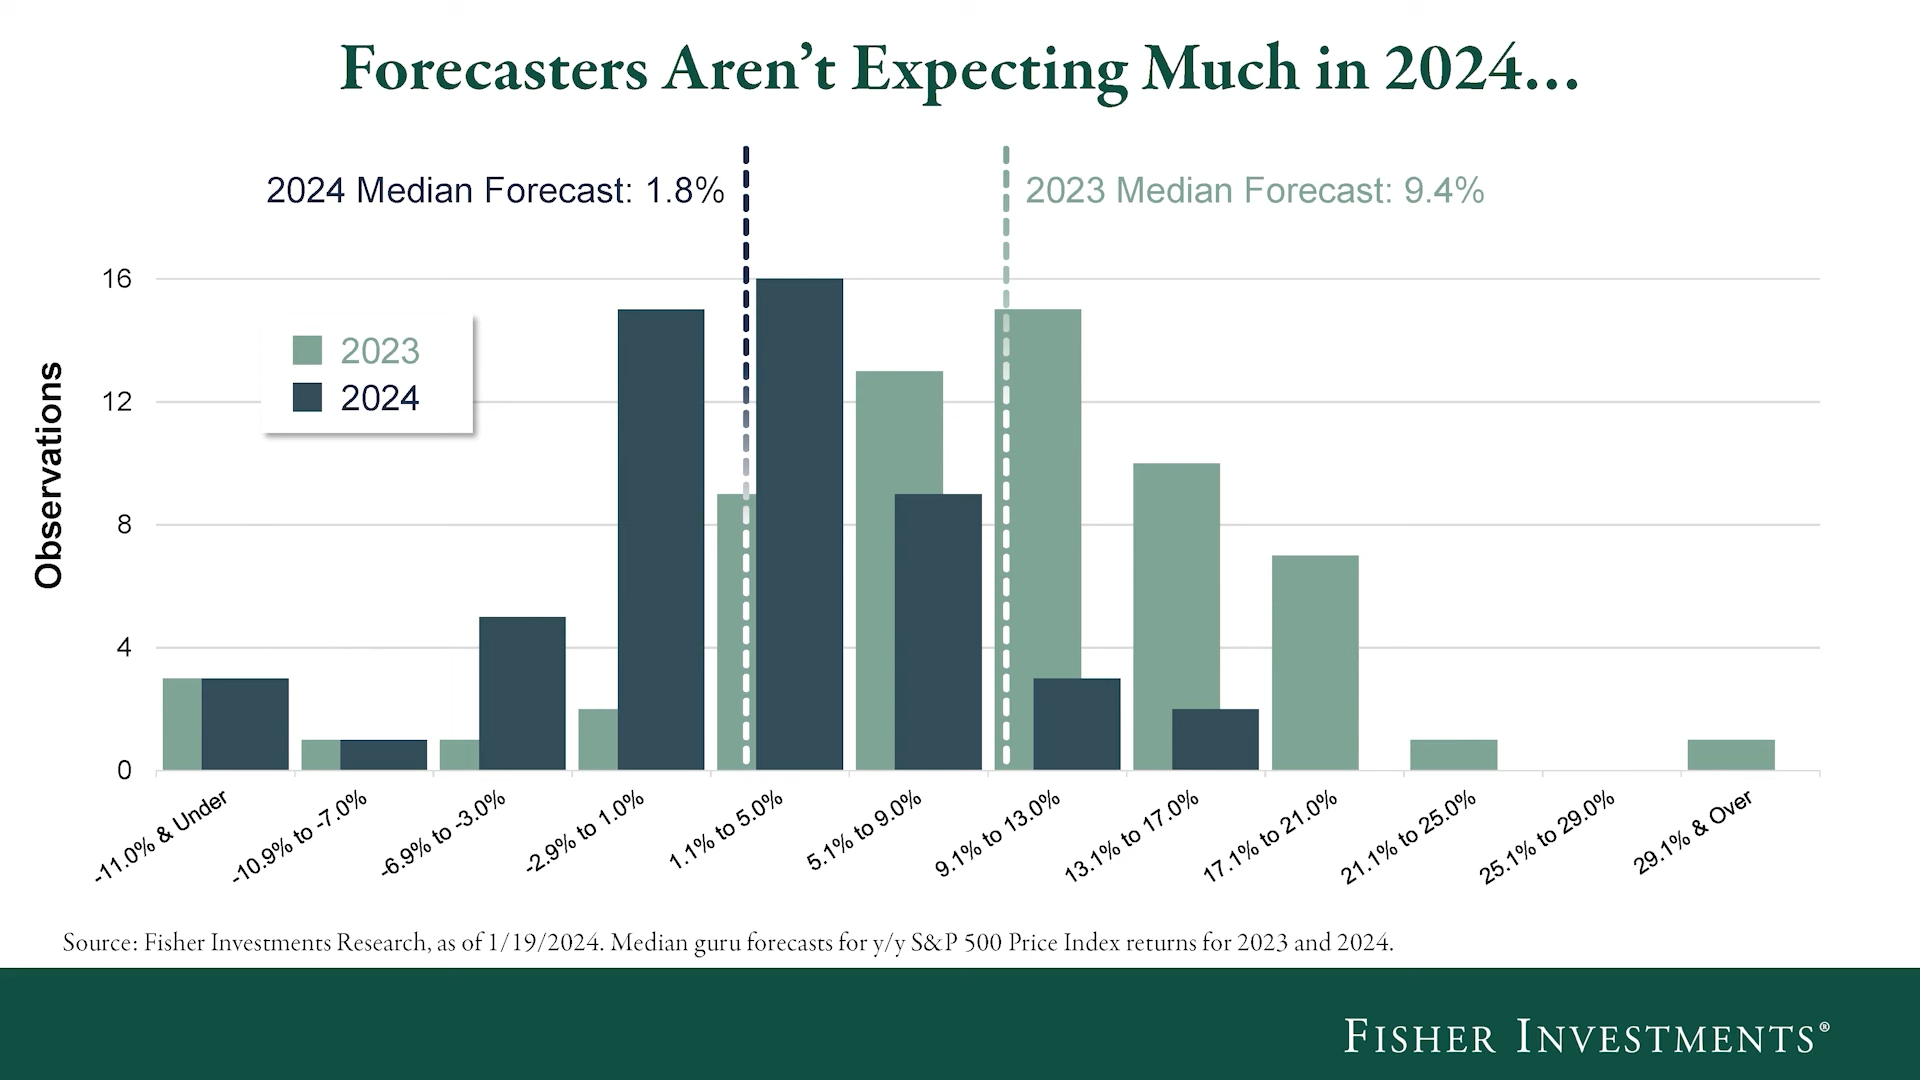 Forecasters Aren’t Expecting Much in 2024…
2024 Median Forecast: 1.8%
2023 Median Forecast: 9.4%
Observations
16
12
8
4
0
2023
2024
-11.0% & Under
-10.9% to -7.0%
-6.9% to -3.0%
-2.9% to 1.0%
1.1% to 5.0%
5.1% to 9.0%
9.1% to 13.0%
13.1% to 17.0%
17.1% to 21.0%
21.1% to 25.0%
25.1% to 29.0%
29.1% & Over
Source: Fisher Investments Research, as of 1/19/2024. Median guru forecasts for y/y S&P 500 Price Index returns for 2023 and 2024.
FISHER INVESTMENTS®